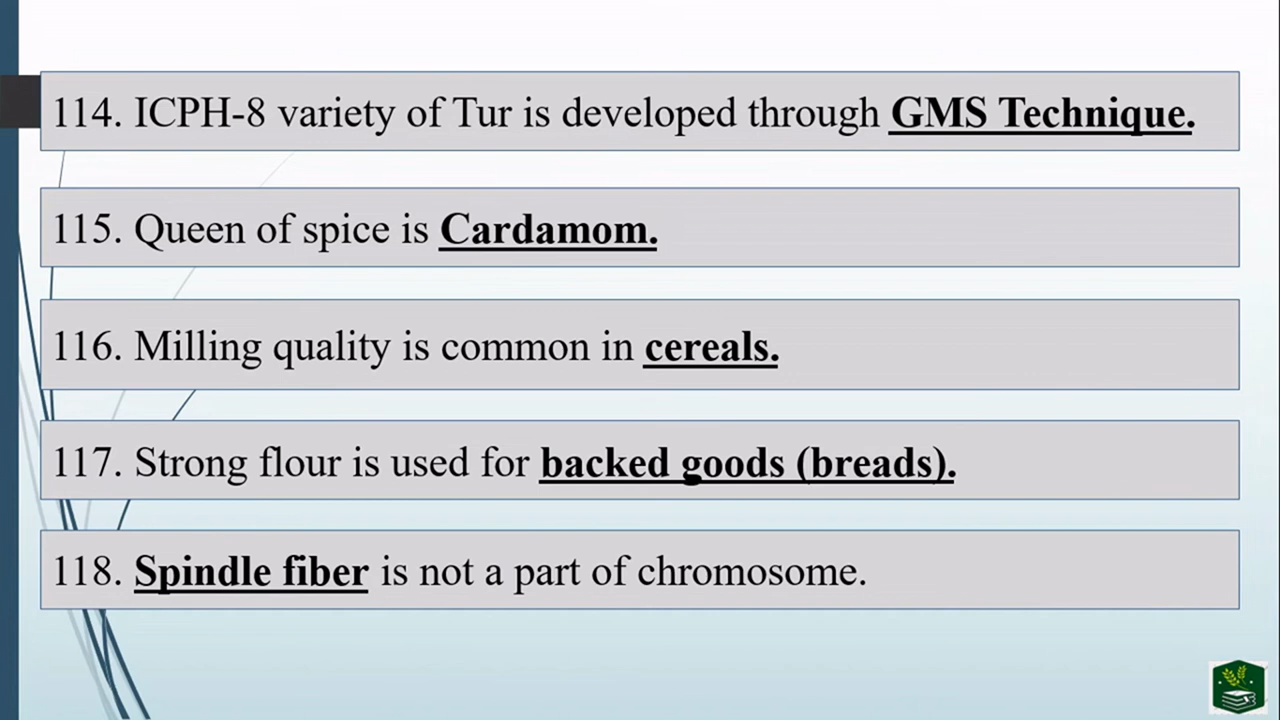 114. ICPH-8 variety of Tur is developed through GMS Technique.
115. Queen of spice is Cardamom.
116. Milling quality is common in cereals.
117. Strong flour is used for backed goods (breads).
118. Spindle fiber is not a part of chromosome.